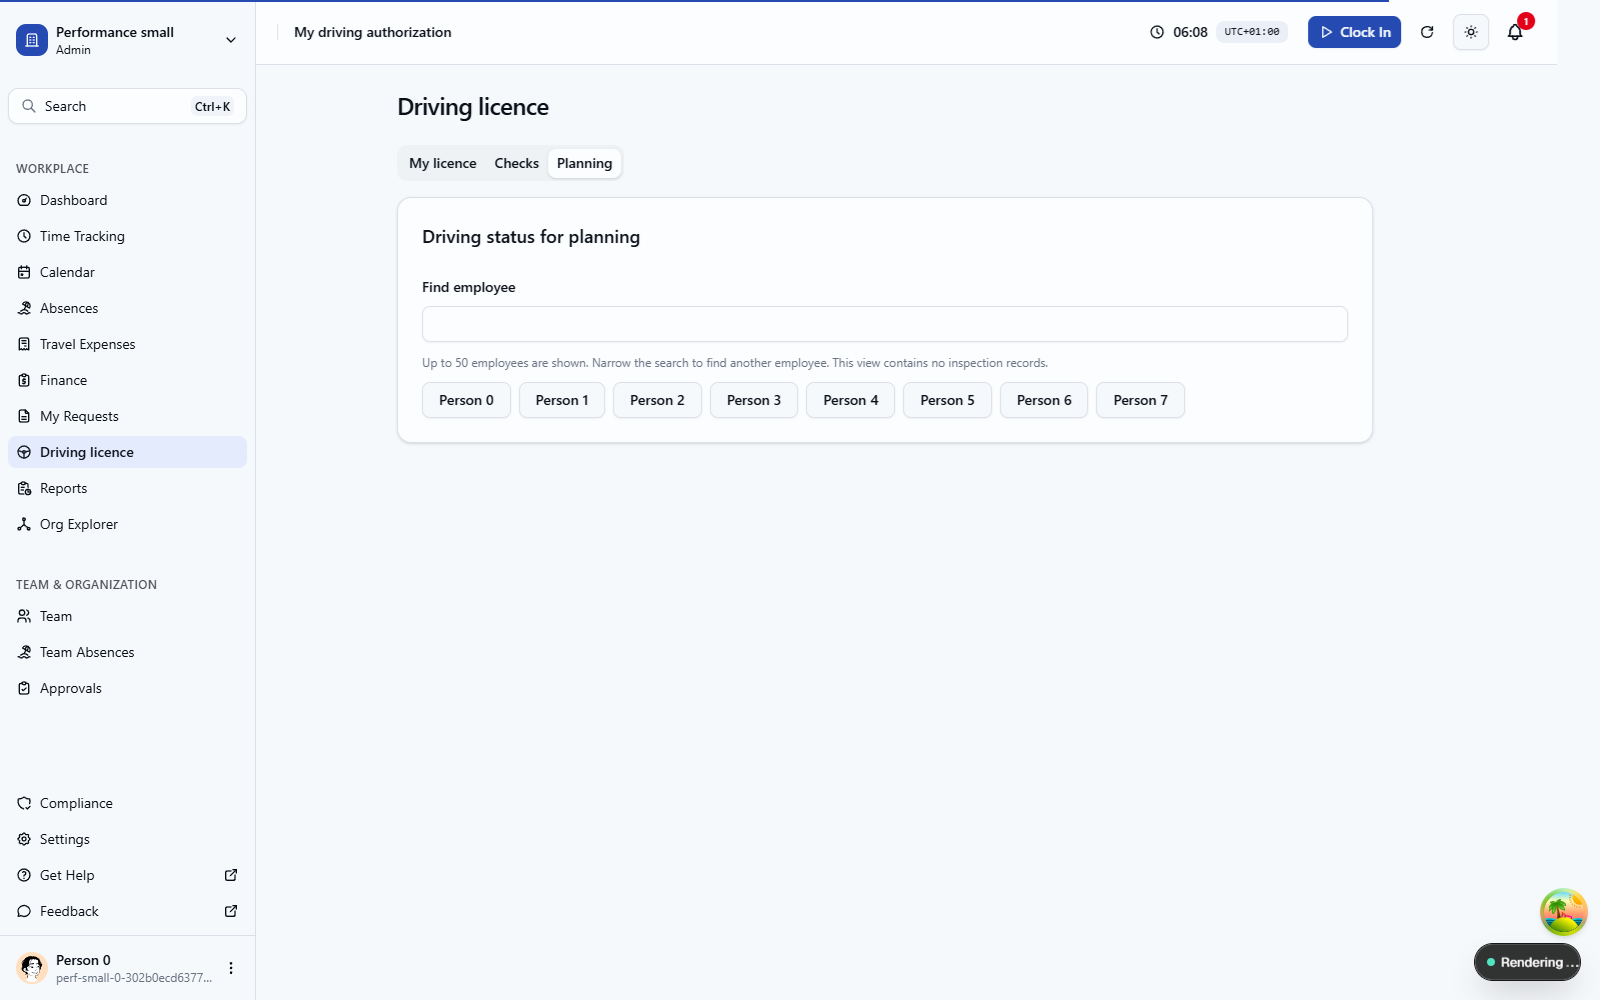 Performance small
Admin
Search
Ctrl+K
WORKPLACE
Dashboard
Time Tracking
Calendar
Absences
Travel Expenses
Finance
My Requests
Driving licence
Reports
Org Explorer
TEAM & ORGANIZATION
Team
Team Absences
Approvals
Compliance
Settings
Get Help
Feedback
Person 0
perf-small-0-302b0ecd6377...
My driving authorization
06:08
UTC+01:00
Clock In
1
Driving licence
My licence Checks Planning
Driving status for planning
Find employee
Up to 50 employees are shown. Narrow the search to find another employee. This view contains no inspection records.
Person 0 Person 1 Person 2 Person 3 Person 4 Person 5 Person 6 Person 7
Rendering ...